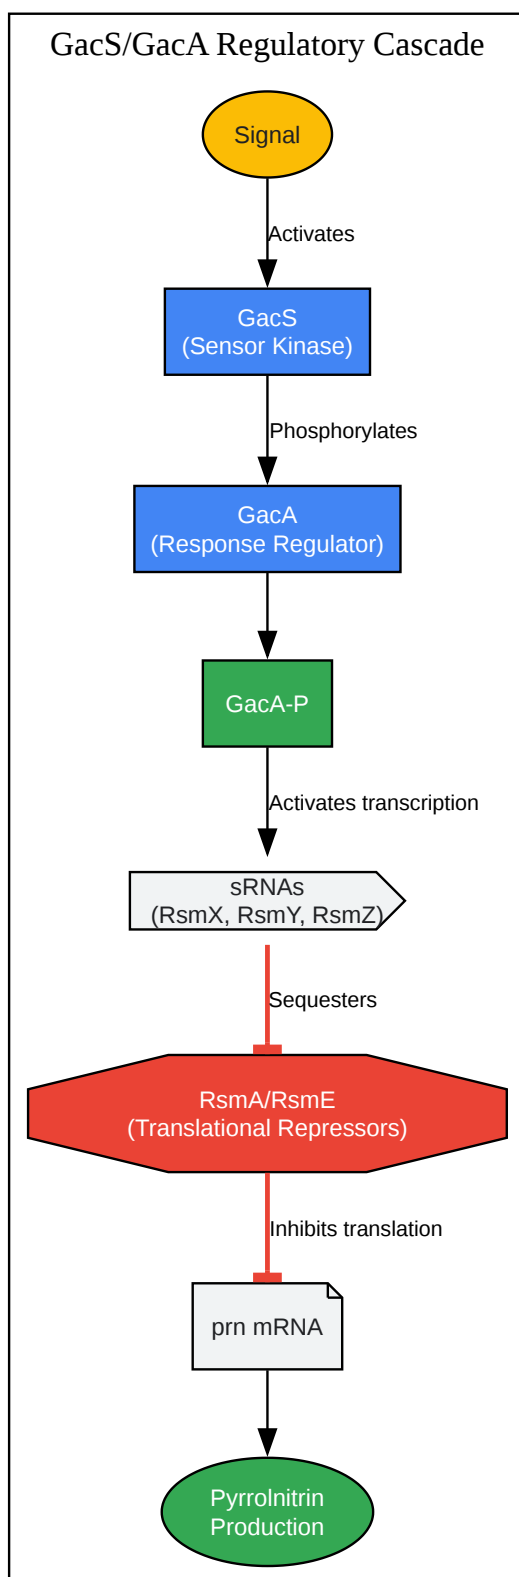 GacS/GacA Regulatory Cascade
Signal
Activates
GacS
(Sensor Kinase)
Phosphorylates
GacA
(Response Regulator)
GacA-P
Activates transcription
sRNAs
(RsmX, RsmY, RsmZ)
Sequesters
RsmA/RsmE
(Translational Repressors)
Inhibits translation
prn mRNA
Pyrrolnitrin
Production